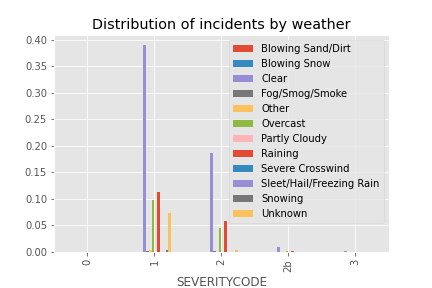 Distribution of incidents by weather
0.40
0.35
0.30
0.25
0.20
0.15
0.10
0.05
0.00
Blowing Sand/Dirt
Blowing Snow
Clear
Fog/Smog/Smoke
Other
Overcast
Partly Cloudy
Raining
Severe Crosswind
Sleet/Hail/Freezing Rain
Snowing
Unknown
0
1
2
2b
3
SEVERITYCODE